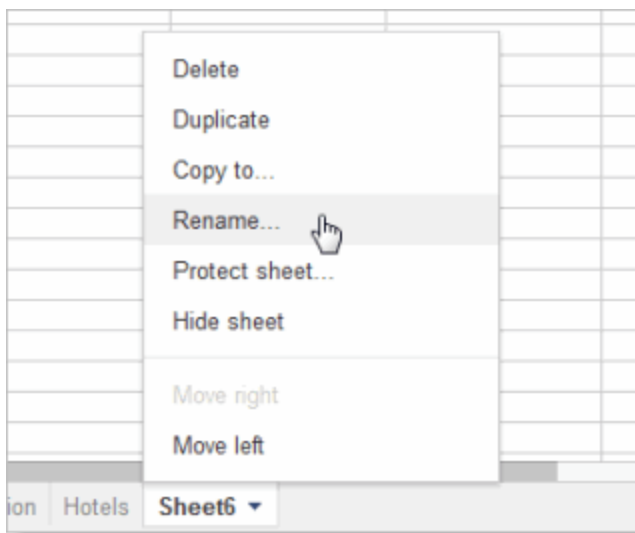 Delete
Duplicate
Copy to...
Rename...
Protect sheet...
Hide sheet
Move right
Move left
ion Hotels Sheet6